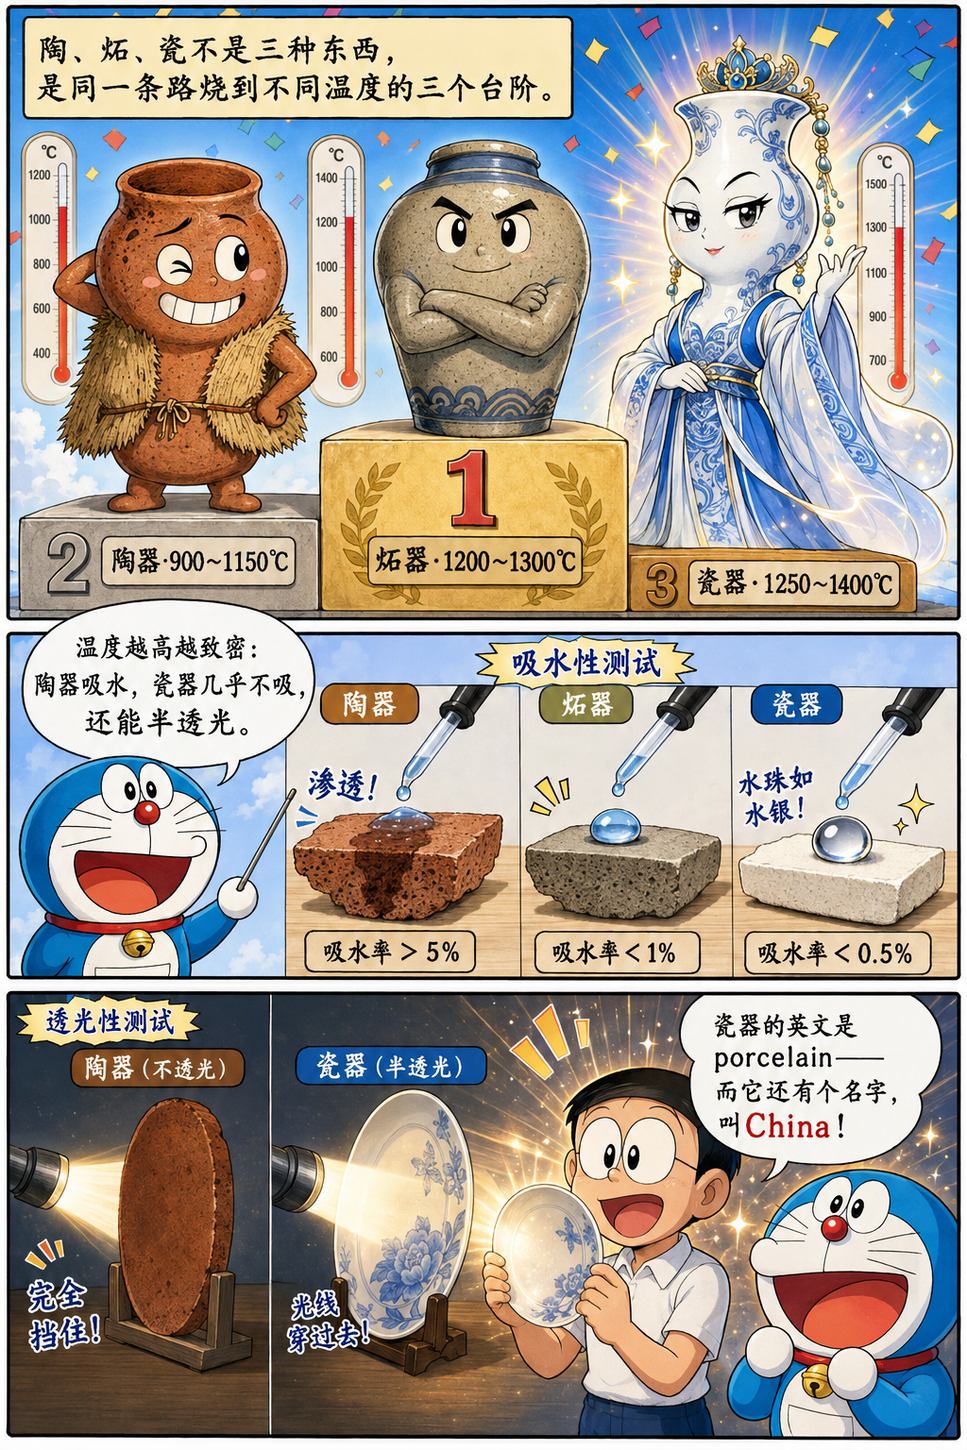 陶、炻、瓷不是三种东西，
是同一条路烧到不同温度的三个台阶。
℃
1200
1000
800
600
400
℃
1400
1200
1000
800
600
℃
1500
1300
1100
900
700
2
陶器·900~1150℃
1
炻器·1200~1300℃
3
瓷器·1250~1400℃
温度越高越致密：
陶器吸水，瓷器几乎不吸，
还能半透光。
吸水性测试
陶器
渗透！
吸水率＞5%
炻器
吸水率＜1%
瓷器
水珠如
水银！
吸水率＜0.5%
透光性测试
陶器（不透光）
完全
挡住！
瓷器（半透光）
光线
穿过去！
瓷器的英文是
porcelain——
而它还有个名字，
叫China！